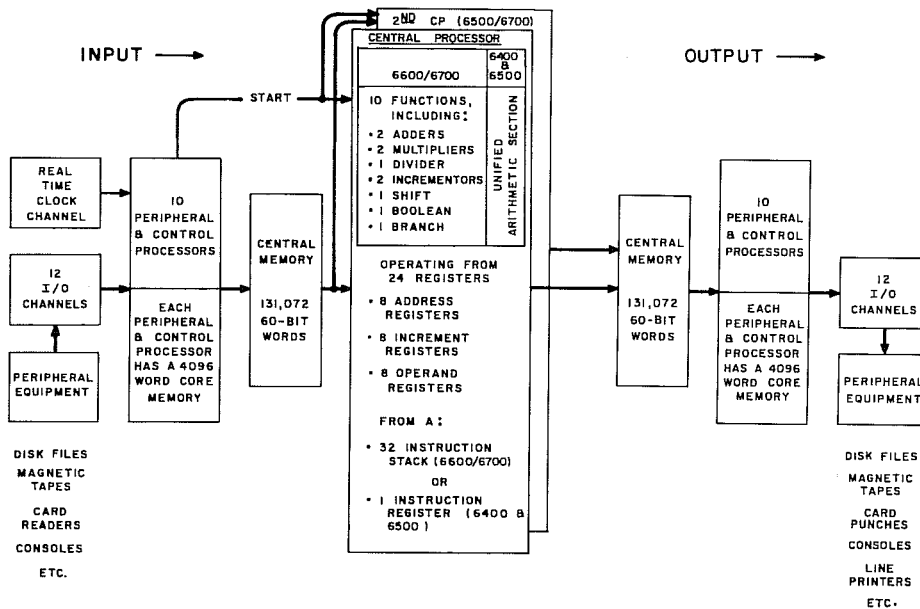 INPUT
START
REAL
TIME
CLOCK
CHANNEL
12
I/O
CHANNELS
PERIPHERAL
EQUIPMENT
DISK FILES
MAGNETIC
TAPES
CARD
READERS
CONSOLES
ETC.
10
PERIPHERAL
& CONTROL
PROCESSORS
EACH
PERIPHERAL
& CONTROL
PROCESSOR
HAS A 4096
WORD CORE
MEMORY
CENTRAL
MEMORY
131,072
60-BIT
WORDS
2ND CP (6500/6700)
CENTRAL PROCESSOR
6600/6700
6400
&
6500
10 FUNCTIONS,
INCLUDING:
• 2 ADDERS
• 2 MULTIPLIERS
• 1 DIVIDER
• 2 INCREMENTORS
• 1 SHIFT
• 1 BOOLEAN
• 1 BRANCH
UNIFIED
ARITHMETIC SECTION
OPERATING FROM
24 REGISTERS
• 8 ADDRESS
REGISTERS
• 8 INCREMENT
REGISTERS
• 8 OPERAND
REGISTERS
FROM A:
• 32 INSTRUCTION
STACK (6600/6700)
OR
• 1 INSTRUCTION
REGISTER (6400 &
6500)
OUTPUT
CENTRAL
MEMORY
131,072
60-BIT
WORDS
10
PERIPHERAL
& CONTROL
PROCESSORS
EACH
PERIPHERAL
& CONTROL
PROCESSOR
HAS A 4096
WORD CORE
MEMORY
12
I/O
CHANNELS
PERIPHERAL
EQUIPMENT
DISK FILES
MAGNETIC
TAPES
CARD
PUNCHES
CONSOLES
LINE
PRINTERS
ETC.